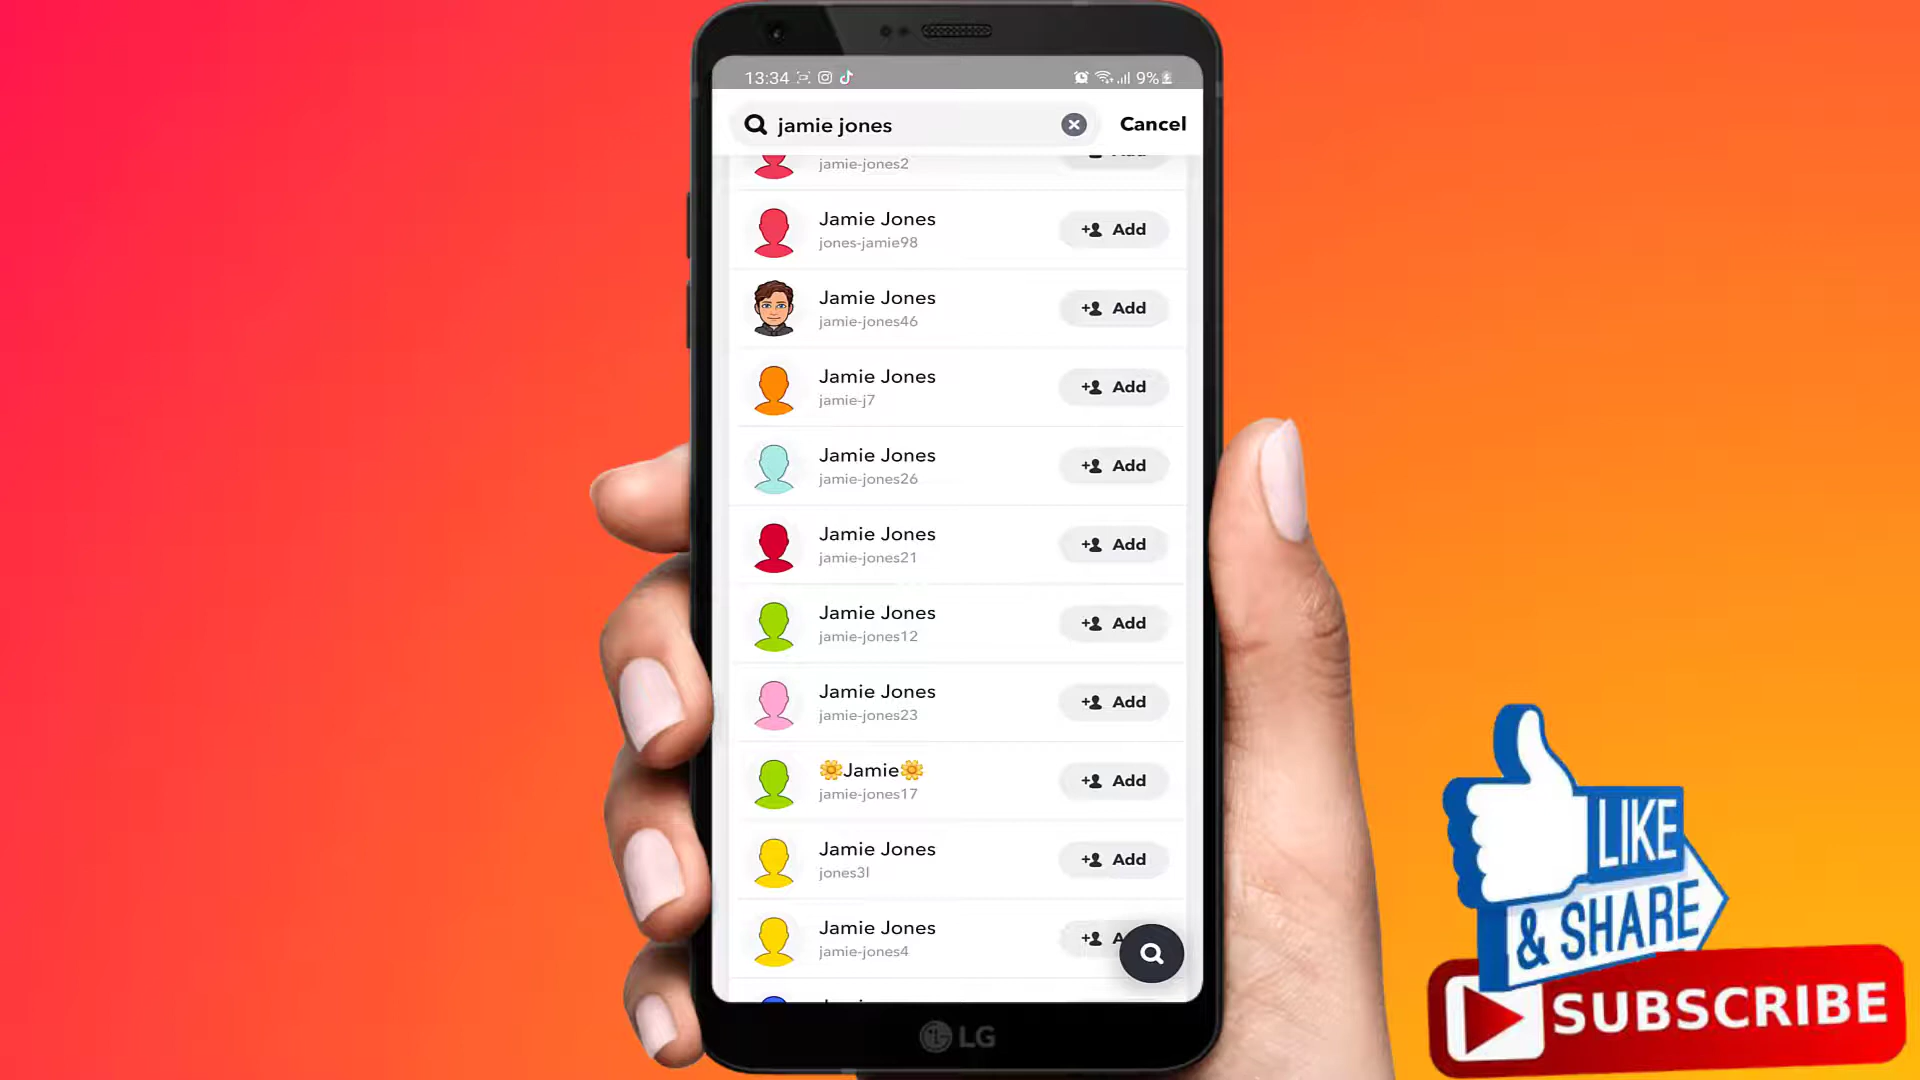 13:34 9%
jamie jones Cancel
jamie-jones2
Jamie Jones
jones-jamie98
Add
Jamie Jones
jamie-jones46
Add
Jamie Jones
jamie-j7
Add
Jamie Jones
jamie-jones26
Add
Jamie Jones
jamie-jones21
Add
Jamie Jones
jamie-jones12
Add
Jamie Jones
jamie-jones23
Add
🌼Jamie🌼
jamie-jones17
Add
Jamie Jones
jones3l
Add
Jamie Jones
jamie-jones4
LG
LIKE
& SHARE
SUBSCRIBE